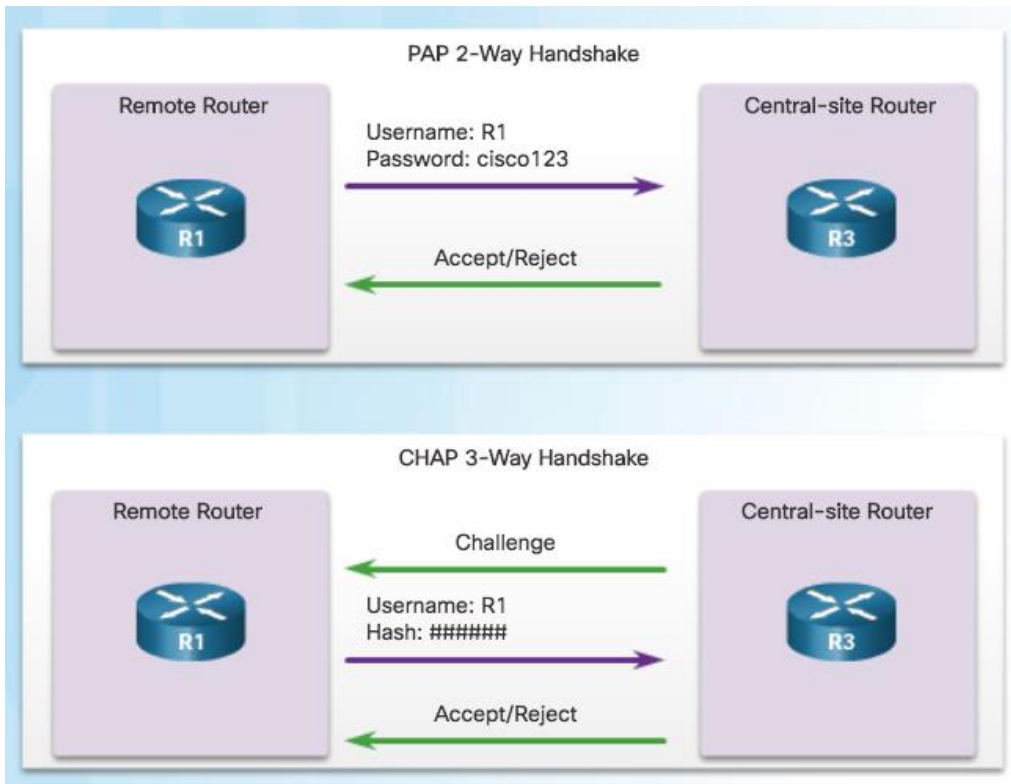 PAP 2-Way Handshake
Remote Router
Central-site Router
Username: R1
Password: cisco123
R1
R3
Accept/Reject
CHAP 3-Way Handshake
Remote Router
Central-site Router
Challenge
Username: R1
Hash: ######
R1
R3
Accept/Reject